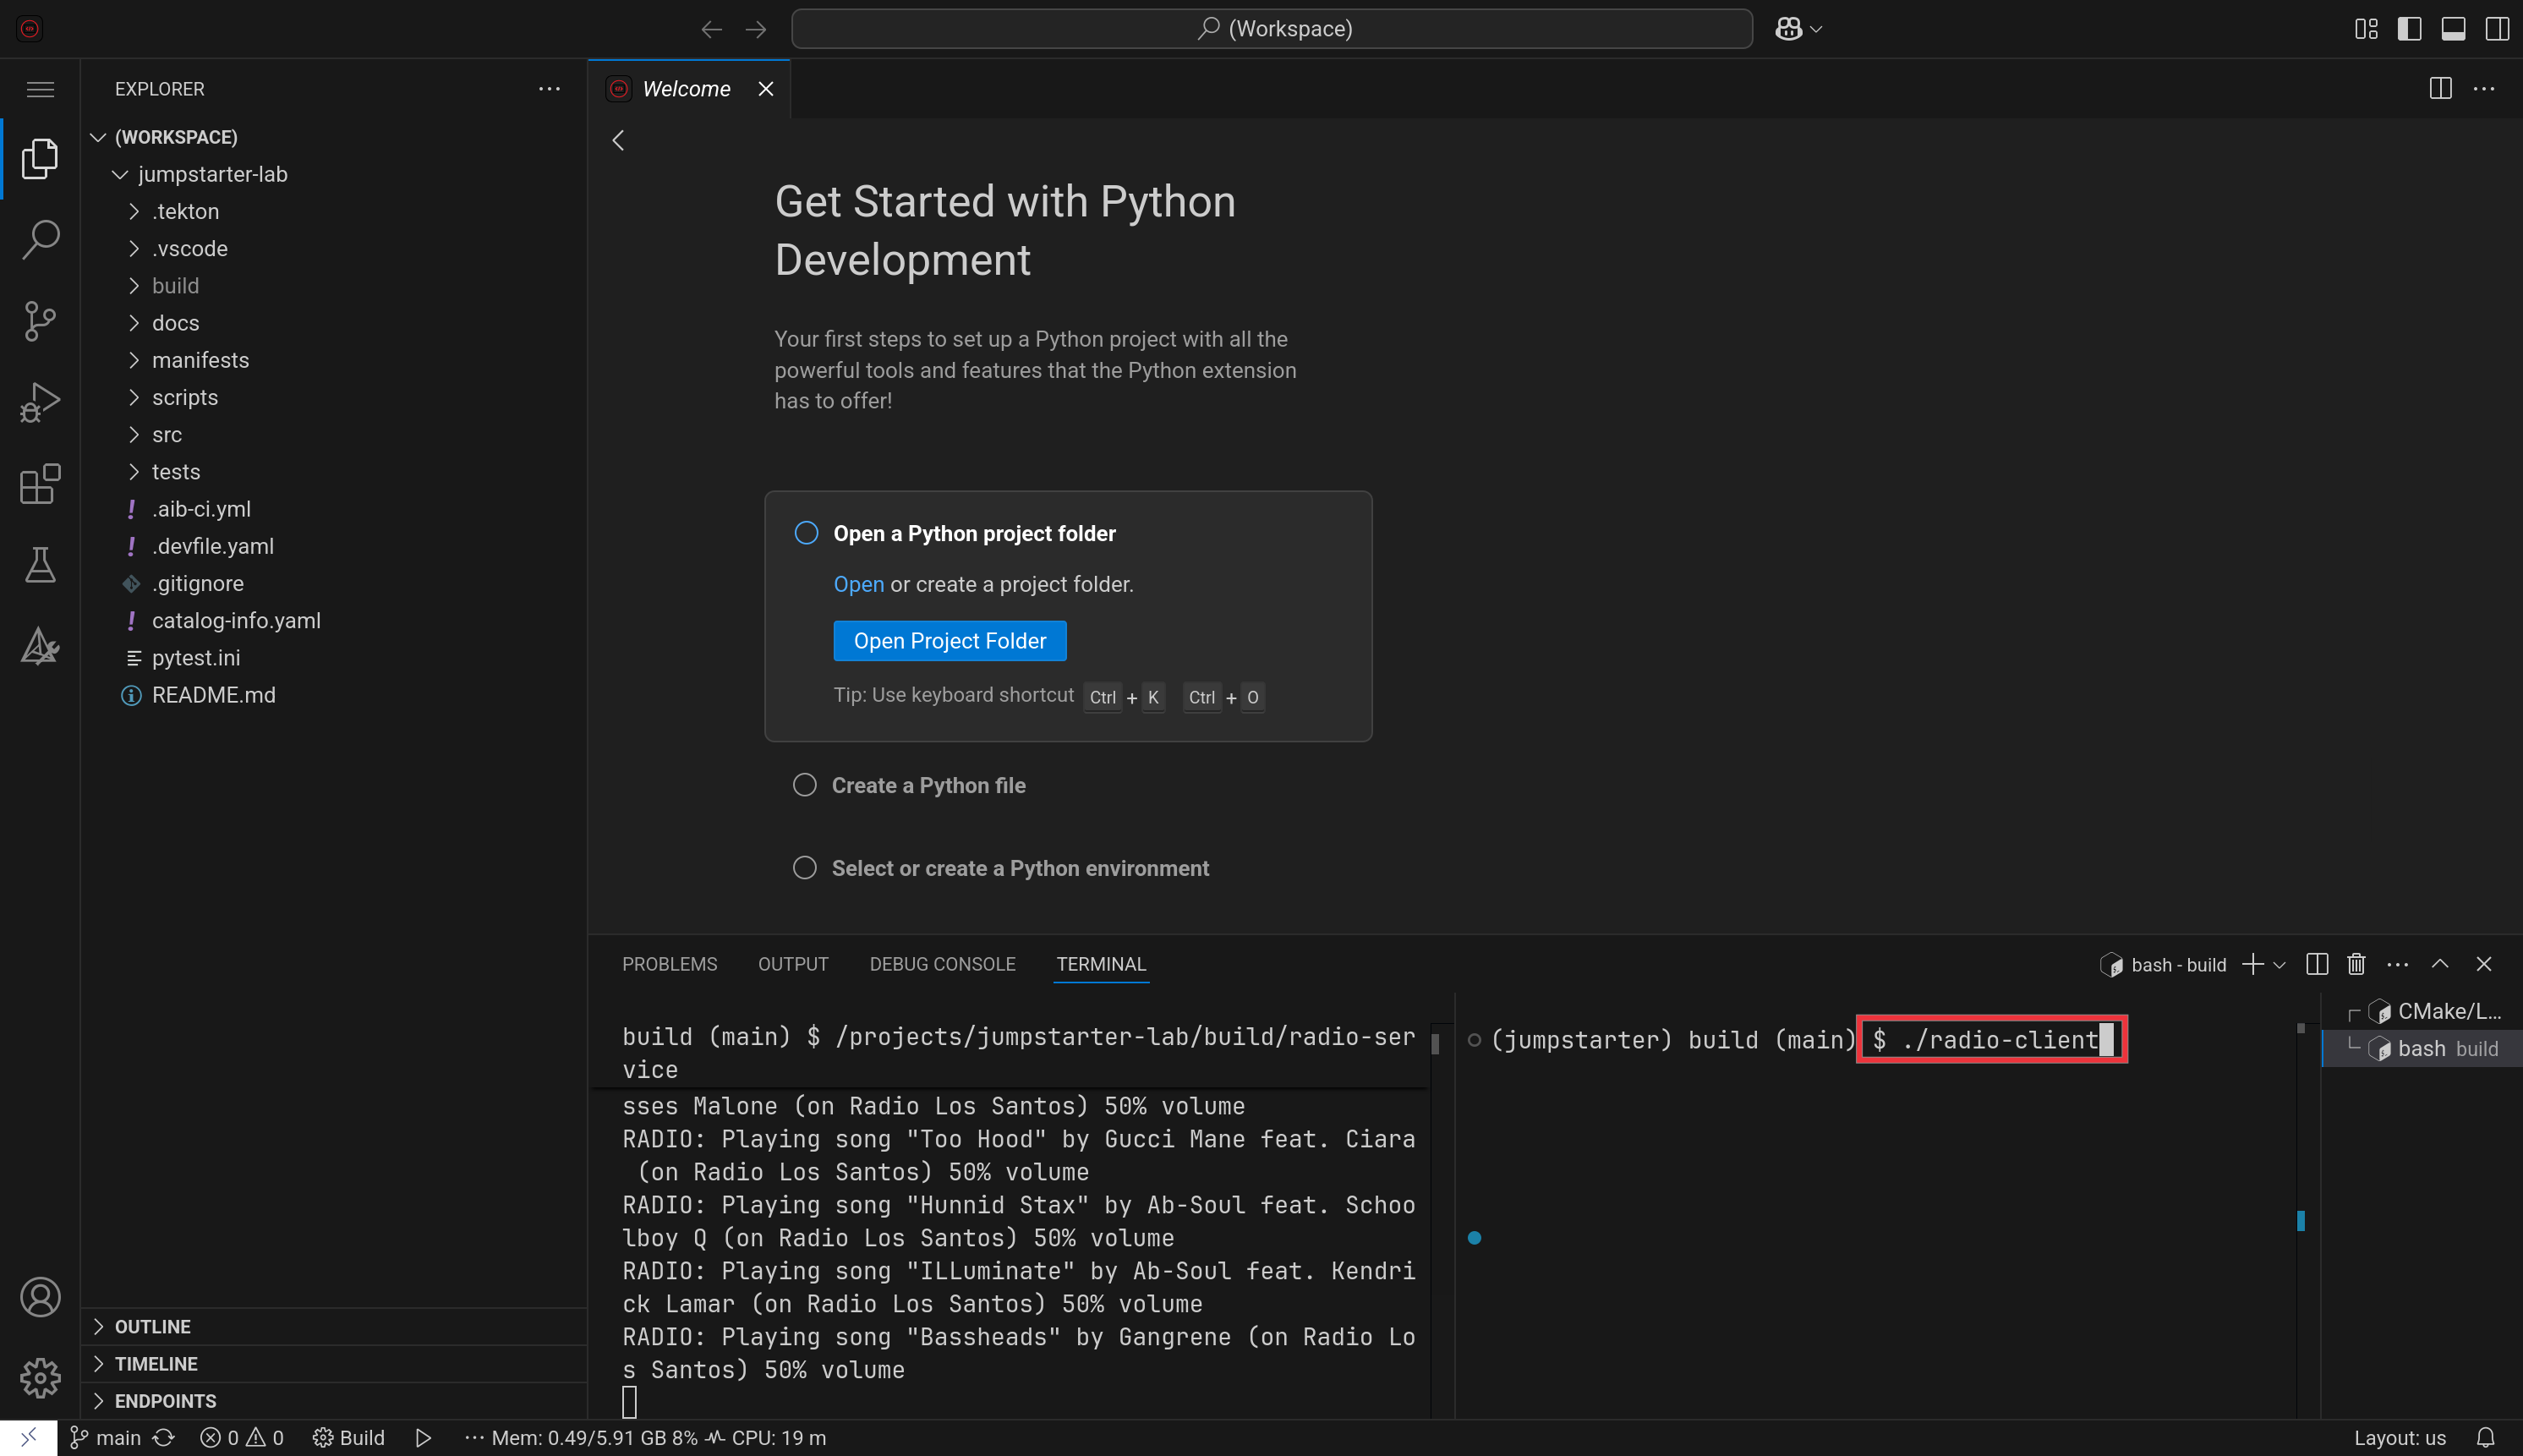 (Workspace)
EXPLORER
(WORKSPACE)
jumpstarter-lab
.tekton
.vscode
build
docs
manifests
scripts
src
tests
.aib-ci.yml
.devfile.yaml
.gitignore
catalog-info.yaml
pytest.ini
README.md
OUTLINE
TIMELINE
ENDPOINTS
Welcome
Get Started with Python
Development
Your first steps to set up a Python project with all the
powerful tools and features that the Python extension
has to offer!
Open a Python project folder
Open or create a project folder.
Open Project Folder
Tip: Use keyboard shortcut Ctrl + K Ctrl + O
Create a Python file
Select or create a Python environment
PROBLEMS OUTPUT DEBUG CONSOLE TERMINAL
bash - build
build (main) $ /projects/jumpstarter-lab/build/radio-ser
vice
sses Malone (on Radio Los Santos) 50% volume
RADIO: Playing song "Too Hood" by Gucci Mane feat. Ciara
(on Radio Los Santos) 50% volume
RADIO: Playing song "Hunnid Stax" by Ab-Soul feat. Schoo
lboy Q (on Radio Los Santos) 50% volume
RADIO: Playing song "ILLuminate" by Ab-Soul feat. Kendri
ck Lamar (on Radio Los Santos) 50% volume
RADIO: Playing song "Bassheads" by Gangrene (on Radio Lo
s Santos) 50% volume
(jumpstarter) build (main) $ ./radio-client
CMake/L...
bash build
main 0 0 Build ··· Mem: 0.49/5.91 GB 8% CPU: 19 m
Layout: us